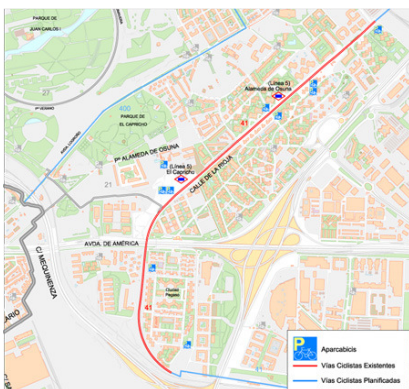 PARQUE DE
JUAN CARLOS I
27
400
PARQUE DE
EL CAPRICHO
(Línea 5)
Alameda de Osuna
41
Pº ALAMEDA DE OSUNA
(Línea 5)
El Capricho
CALLE DE LA RIOJA
21
AVDA. DE AMÉRICA
C/ MEQUINENZA
Ciudad
Pegaso
41
P
Aparcabicis
Vías Ciclistas Existentes
Vías Ciclistas Planificadas